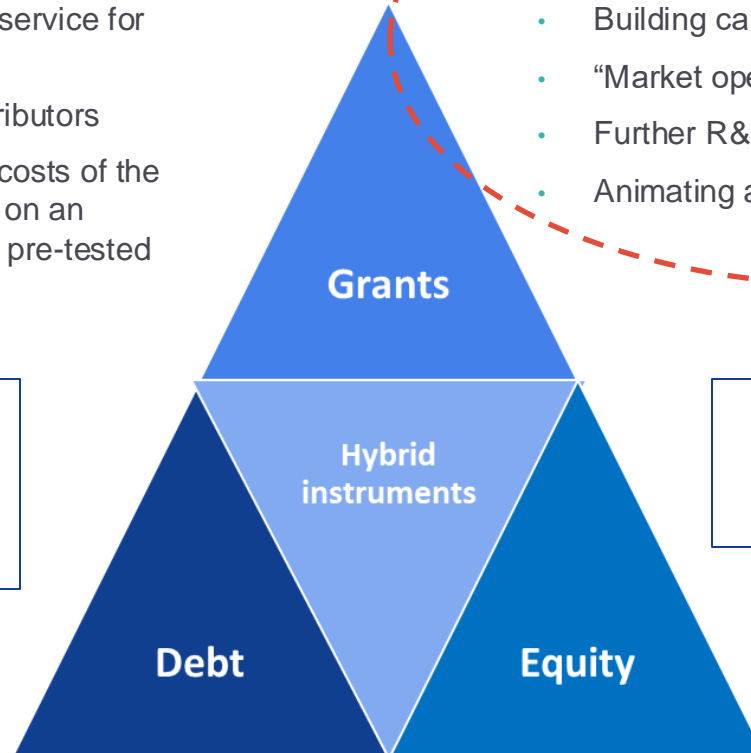 service for
ributors
costs of the
on an
pre-tested
Building ca
“Market ope
Further R&
Animating a
Grants
Hybrid
instruments
Debt
Equity